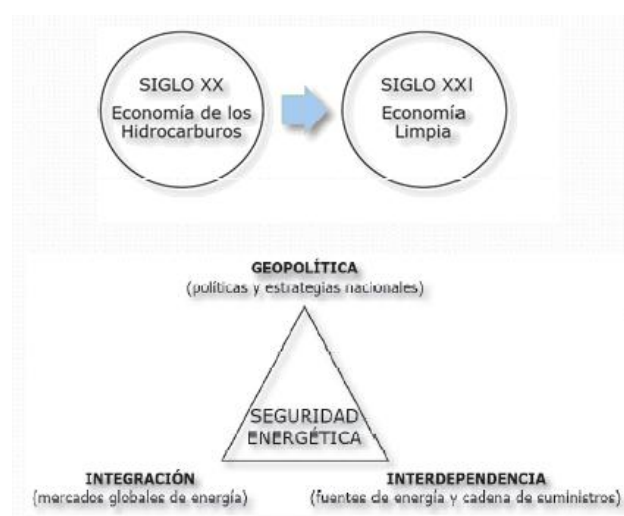 SIGLO XX
Economía de los
Hidrocarburos
SIGLO XXI
Economía
Limpia
GEOPOLÍTICA
(políticas y estrategias nacionales)
SEGURIDAD
ENERGÉTICA
INTEGRACIÓN
(mercados globales de energía)
INTERDEPENDENCIA
(fuentes de energía y cadena de suministros)